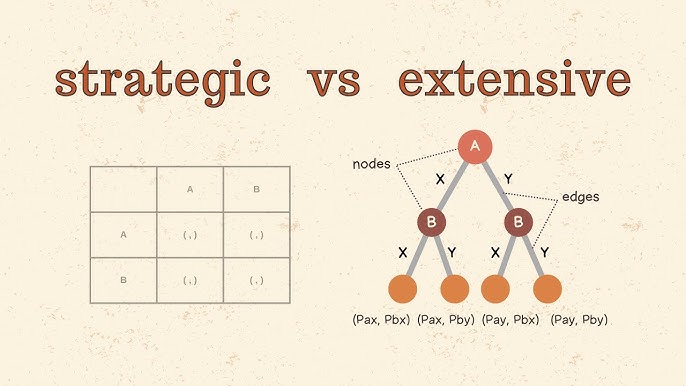 strategic vs extensive
A B
A (,) (,)
B (,) (,)
nodes
A
X Y
edges
B B
X Y X Y
(Pax, Pbx) (Pax, Pby) (Pay, Pbx) (Pay, Pby)